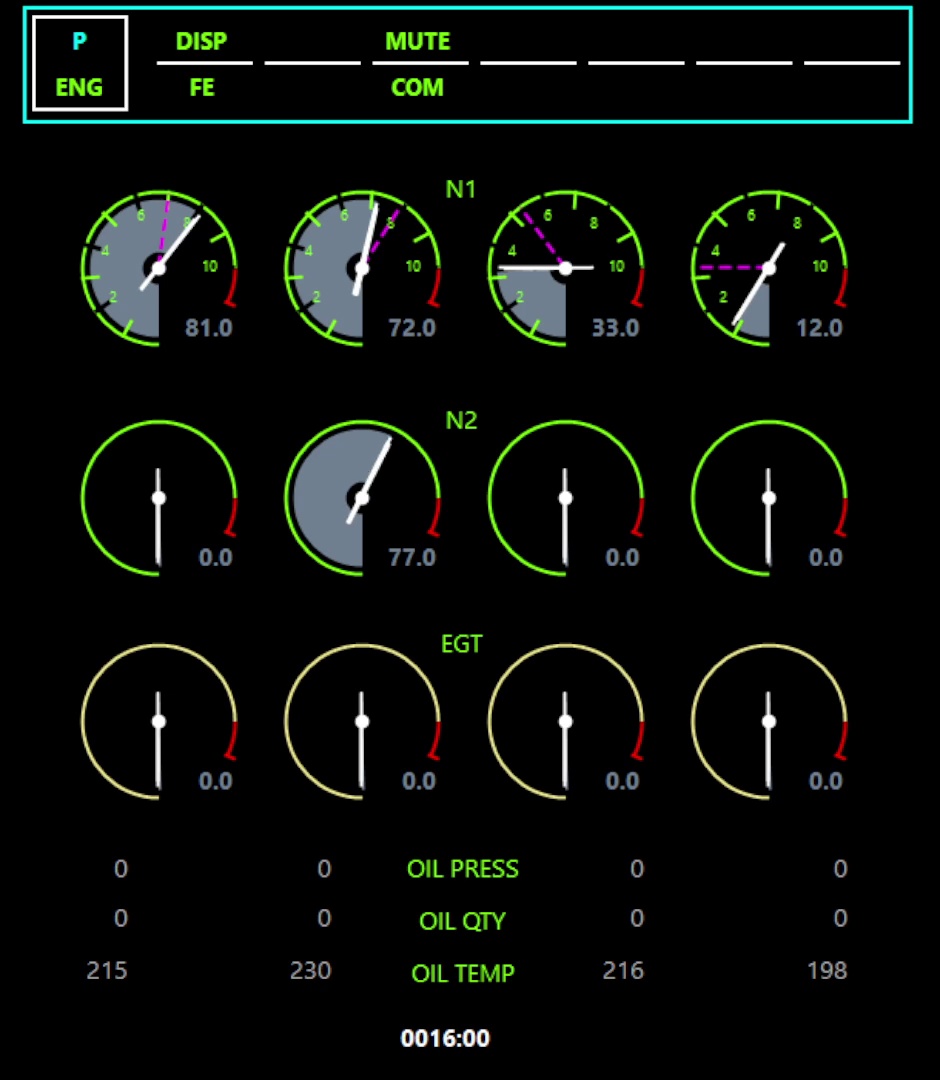 P DISP MUTE
ENG FE COM
N1
2 4 6 8 10 81.0
2 4 6 8 10 72.0
2 4 6 8 10 33.0
2 4 6 8 10 12.0
N2
0.0 77.0 0.0 0.0
EGT
0.0 0.0 0.0 0.0
0 0 OIL PRESS 0 0
0 0 OIL QTY 0 0
215 230 OIL TEMP 216 198
0016:00